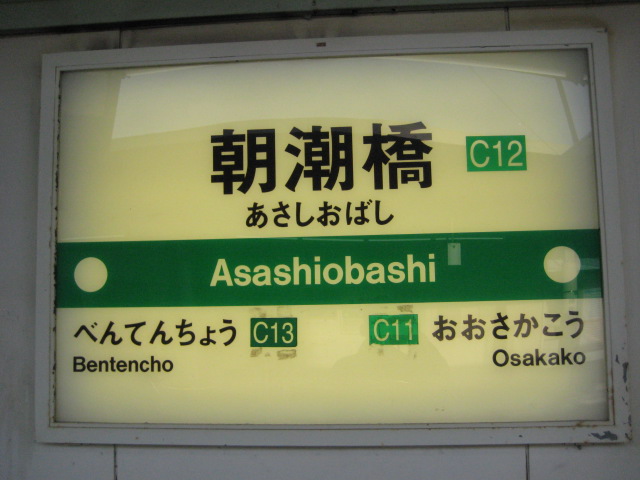 朝潮橋 C12
あさしおばし
Asashiobashi
べんてんちょう C13 C11 おおさかこう
Bentencho Osakako